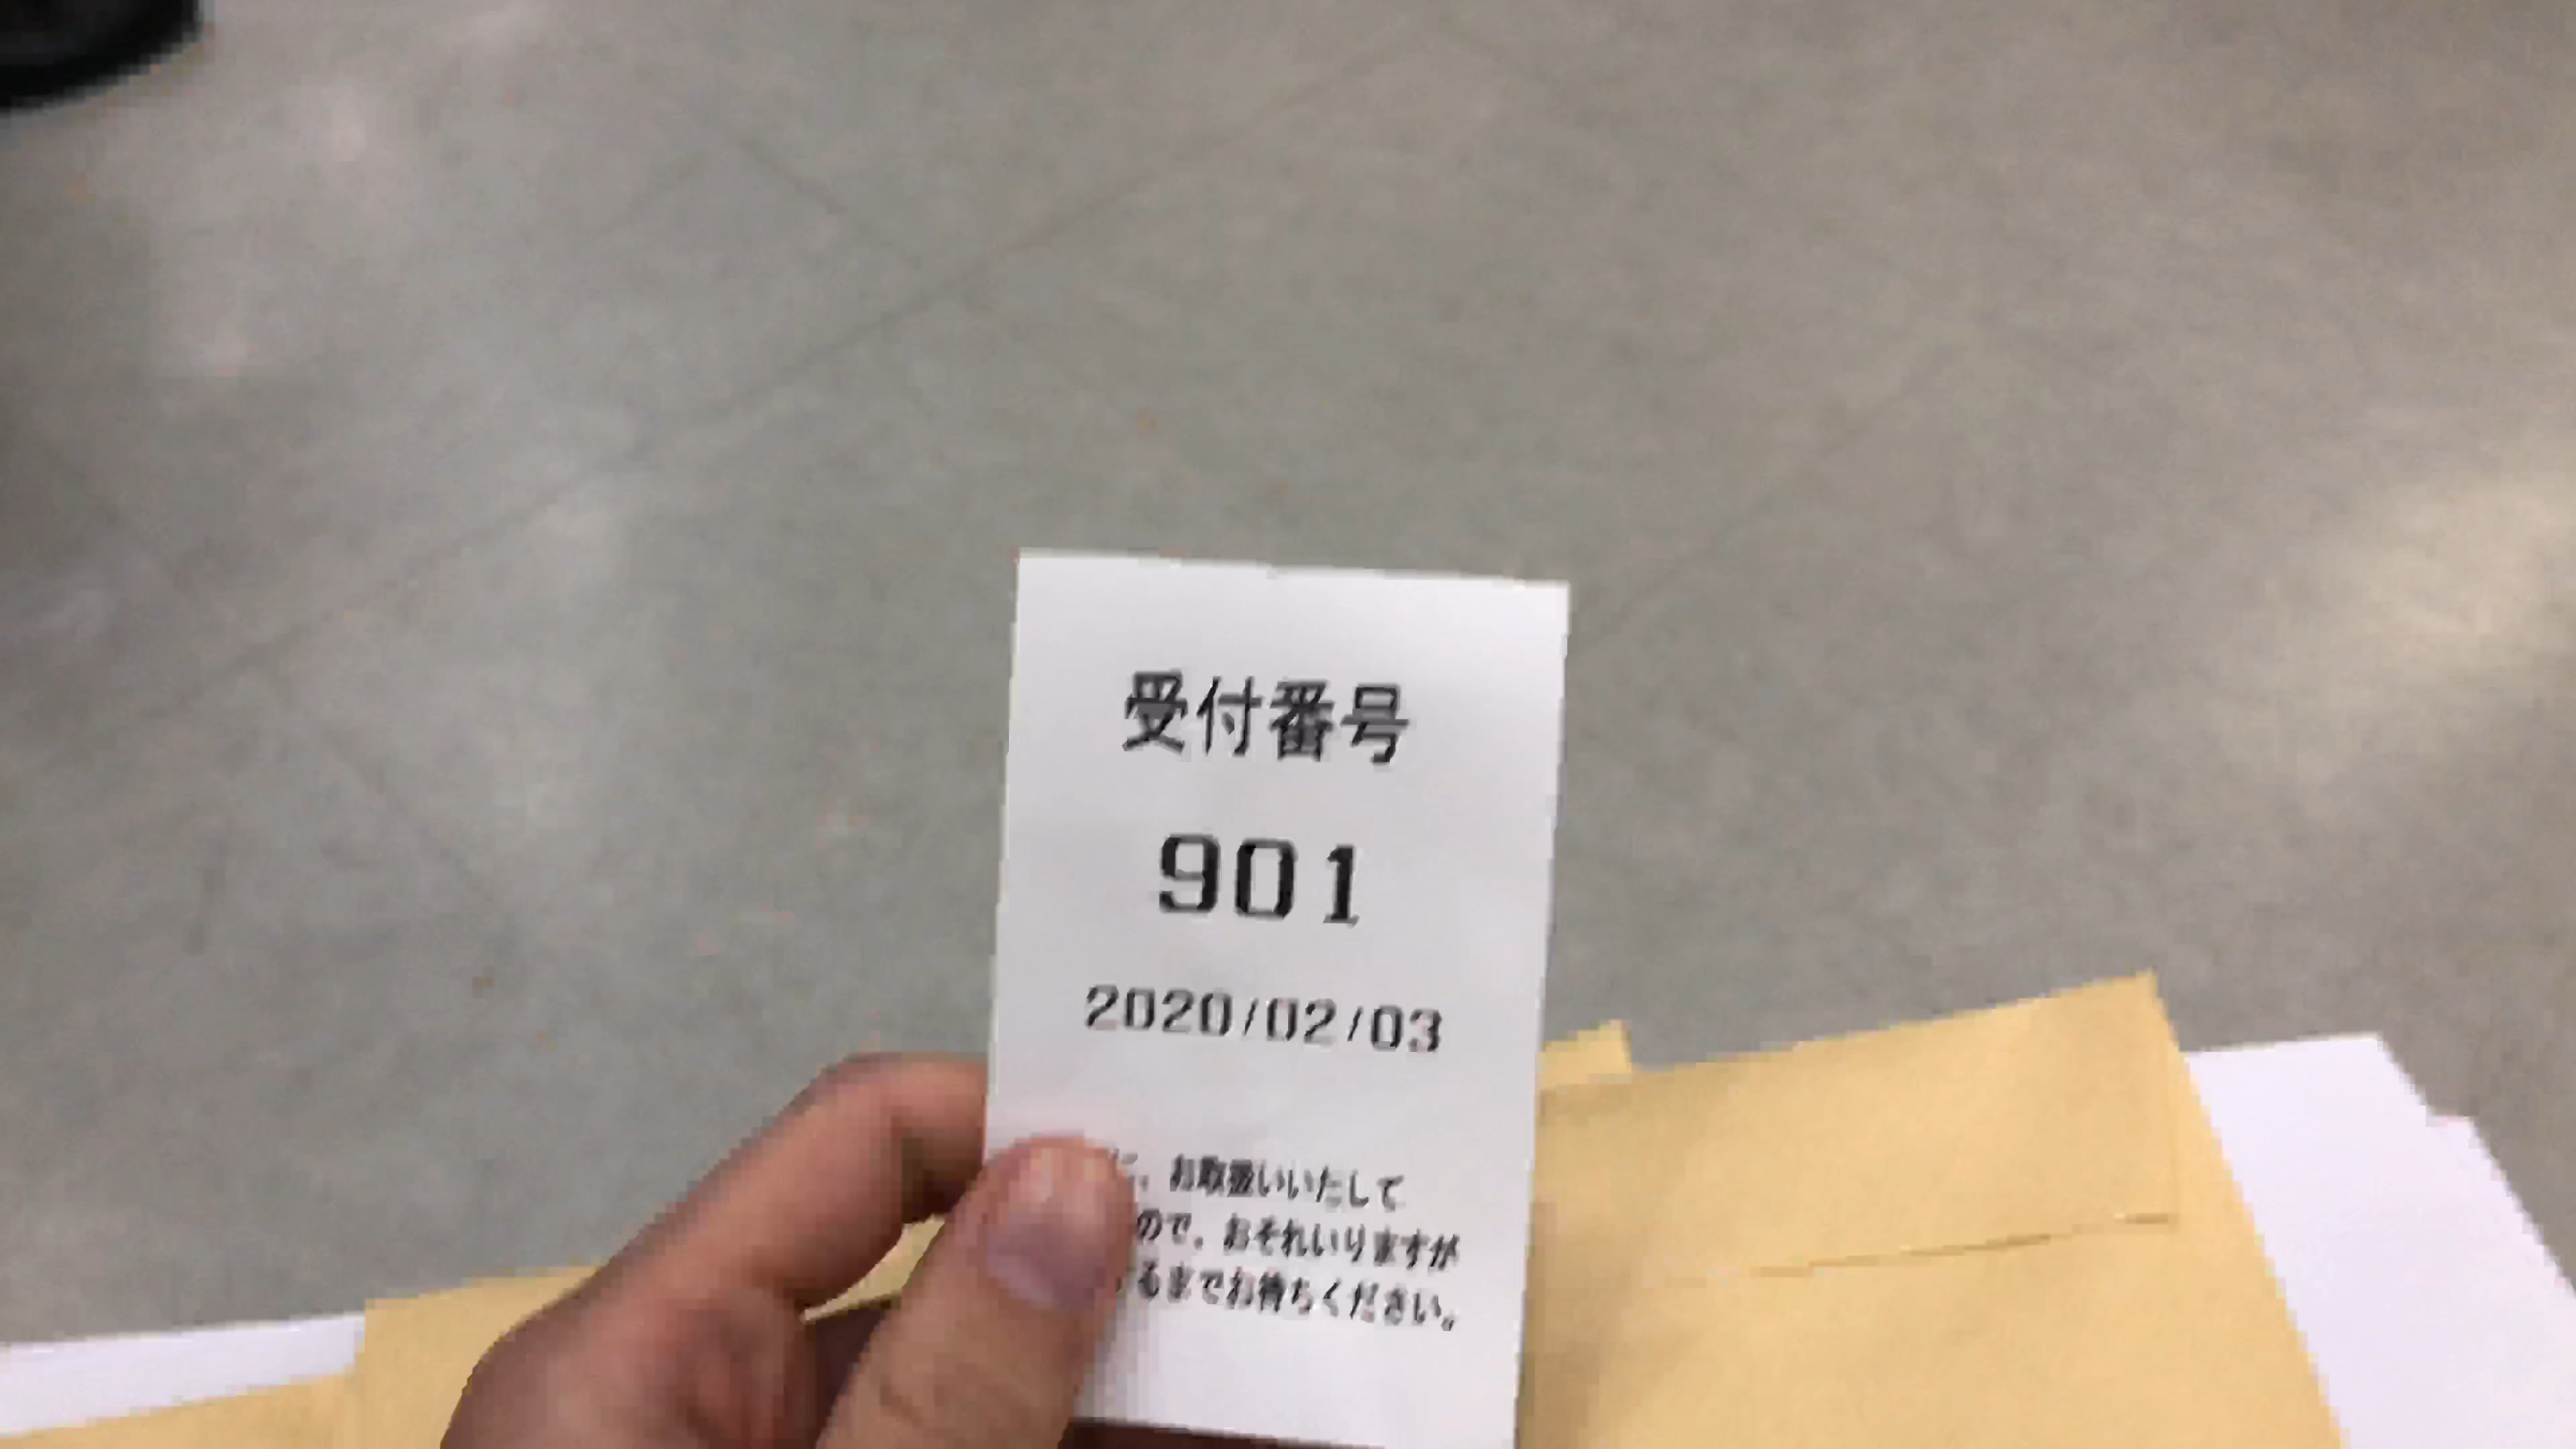 受付番号
901
2020/02/03
に、お取扱いいたして
ので、おそれいりますが
るまでお待ちください。